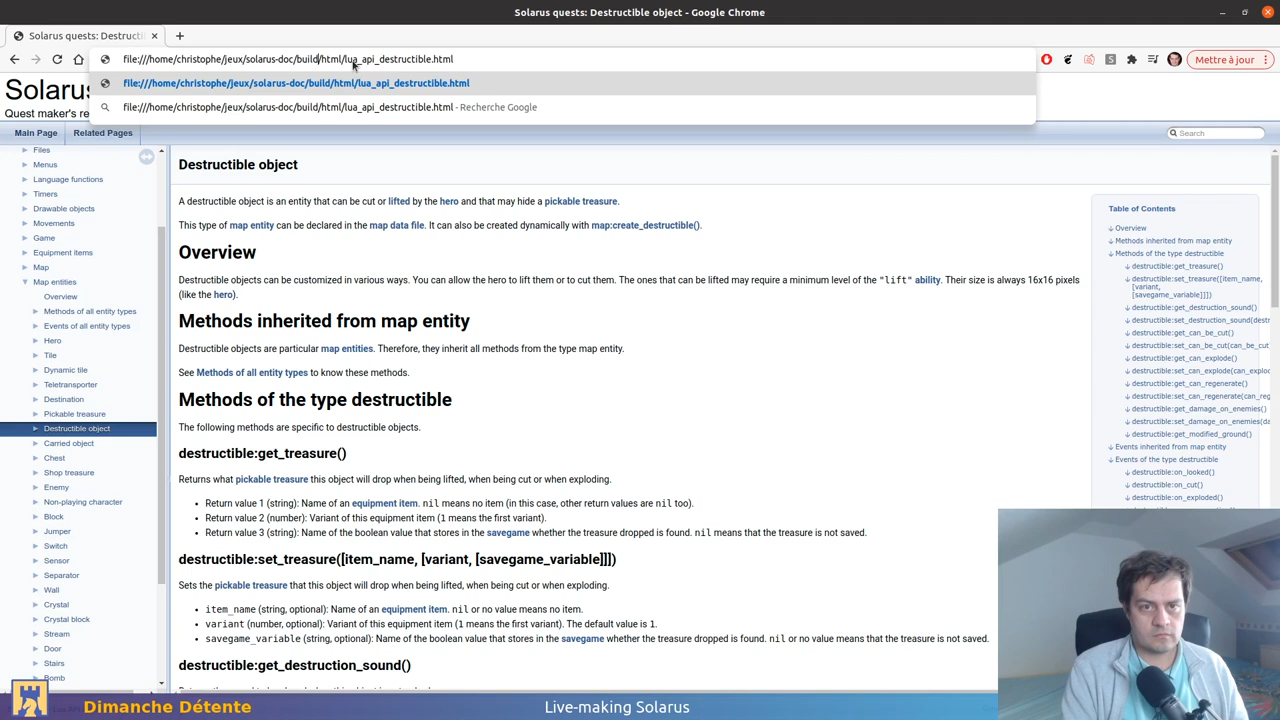 Solarus quests: Destructible object - Google Chrome
Solarus quests: Destructi
file:///home/christophe/jeux/solarus-doc/build/html/lua_api_destructible.html
Mettre à jour
file:///home/christophe/jeux/solarus-doc/build/html/lua_api_destructible.html
file:///home/christophe/jeux/solarus-doc/build/html/lua_api_destructible.html - Recherche Google
Solarus
Quest maker's re
Main Page
Related Pages
Search
Files
Menus
Language functions
Timers
Drawable objects
Movements
Game
Equipment items
Map
Map entities
Overview
Methods of all entity types
Events of all entity types
Hero
Tile
Dynamic tile
Teletransporter
Destination
Pickable treasure
Destructible object
Carried object
Chest
Shop treasure
Enemy
Non-playing character
Block
Jumper
Switch
Sensor
Separator
Wall
Crystal
Crystal block
Stream
Door
Stairs
Bomb
Destructible object
A destructible object is an entity that can be cut or lifted by the hero and that may hide a pickable treasure.
This type of map entity can be declared in the map data file. It can also be created dynamically with map:create_destructible().
Overview
Destructible objects can be customized in various ways. You can allow the hero to lift them or to cut them. The ones that can be lifted may require a minimum level of the "lift" ability. Their size is always 16x16 pixels
(like the hero).
Methods inherited from map entity
Destructible objects are particular map entities. Therefore, they inherit all methods from the type map entity.
See Methods of all entity types to know these methods.
Methods of the type destructible
The following methods are specific to destructible objects.
destructible:get_treasure()
Returns what pickable treasure this object will drop when being lifted, when being cut or when exploding.
• Return value 1 (string): Name of an equipment item. nil means no item (in this case, other return values are nil too).
• Return value 2 (number): Variant of this equipment item (1 means the first variant).
• Return value 3 (string): Name of the boolean value that stores in the savegame whether the treasure dropped is found. nil means that the treasure is not saved.
destructible:set_treasure([item_name, [variant, [savegame_variable]]])
Sets the pickable treasure that this object will drop when being lifted, when being cut or when exploding.
• item_name (string, optional): Name of an equipment item. nil or no value means no item.
• variant (number, optional): Variant of this equipment item (1 means the first variant). The default value is 1.
• savegame_variable (string, optional): Name of the boolean value that stores in the savegame whether the treasure dropped is found. nil or no value means that the treasure is not saved.
destructible:get_destruction_sound()
Table of Contents
↓ Overview
↓ Methods inherited from map entity
↓ Methods of the type destructible
↓ destructible:get_treasure()
↓ destructible:set_treasure([item_name,
[variant,
[savegame_variable]]])
↓ destructible:get_destruction_sound()
↓ destructible:set_destruction_sound(destr
↓ destructible:get_can_be_cut()
↓ destructible:set_can_be_cut(can_be_cut
↓ destructible:get_can_explode()
↓ destructible:set_can_explode(can_explod
↓ destructible:get_can_regenerate()
↓ destructible:set_can_regenerate(can_reg
↓ destructible:get_damage_on_enemies()
↓ destructible:set_damage_on_enemies(da
↓ destructible:get_modified_ground()
↓ Events inherited from map entity
↓ Events of the type destructible
↓ destructible:on_looked()
↓ destructible:on_cut()
↓ destructible:on_exploded()
Dimanche Détente
Live-making Solarus